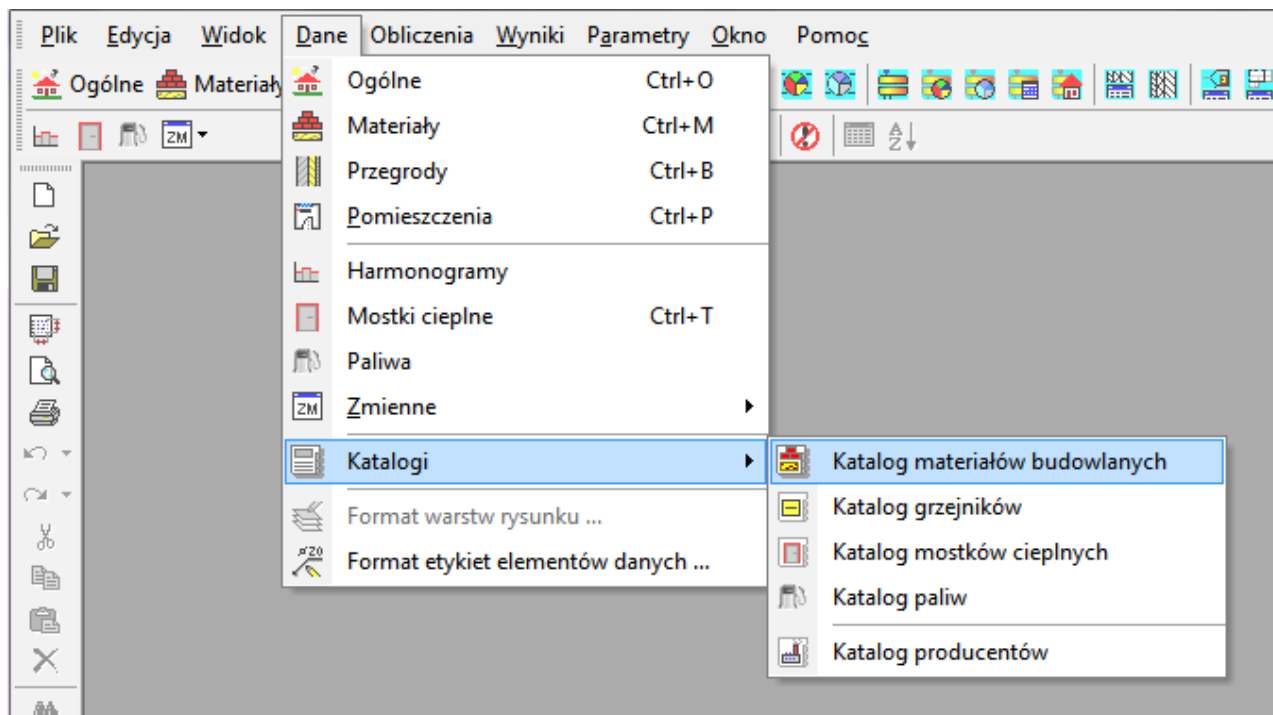 Plik Edycja Widok Dane Obliczenia Wyniki Parametry Okno Pomoc
Ogólne Materiały
ZM
Ogólne Ctrl+O
Materiały Ctrl+M
Przegrody Ctrl+B
Pomieszczenia Ctrl+P
Harmonogramy
Mostki cieplne Ctrl+T
Paliwa
ZM Zmienne
Katalogi
Format warstw rysunku ...
Format etykiet elementów danych ...
Katalog materiałów budowlanych
Katalog grzejników
Katalog mostków cieplnych
Katalog paliw
Katalog producentów